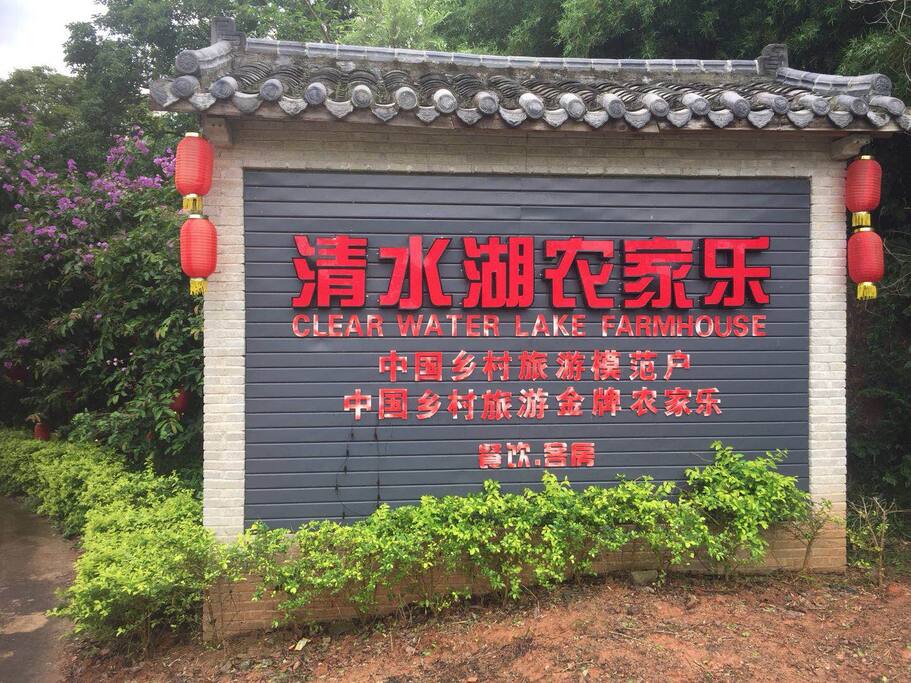 清水湖农家乐
CLEAR WATER LAKE FARMHOUSE
中国乡村旅游模范户
中国乡村旅游金牌农家乐
餐饮.客房